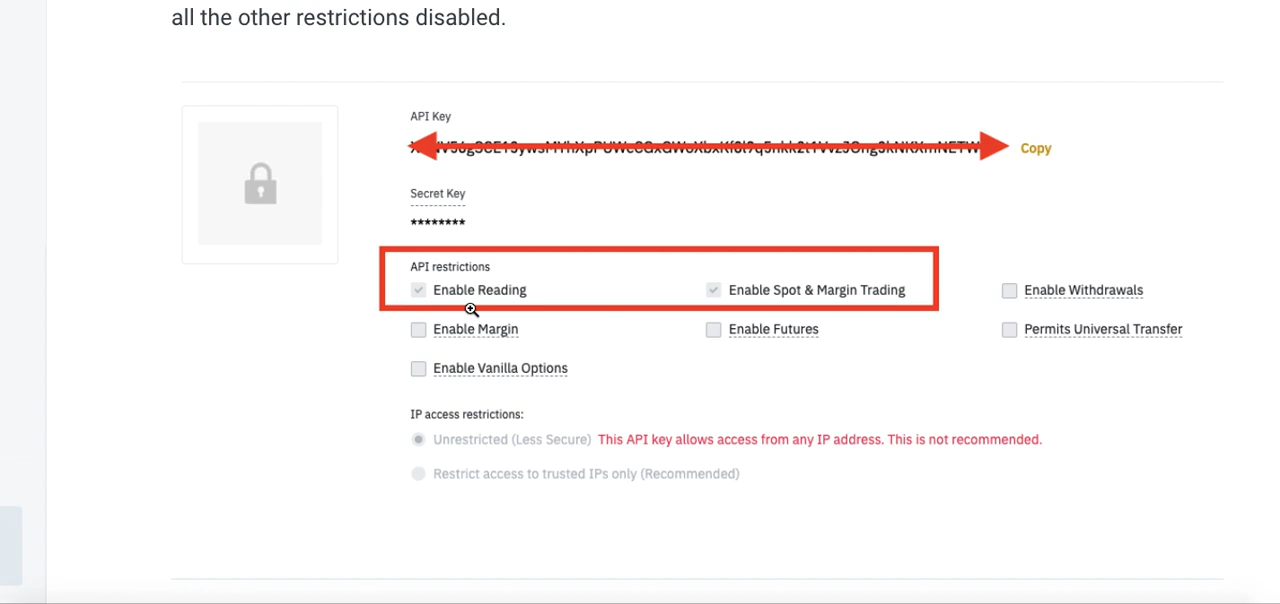 all the other restrictions disabled.
API Key
Copy
Secret Key
********
API restrictions
Enable Reading
Enable Spot & Margin Trading
Enable Withdrawals
Enable Margin
Enable Futures
Permits Universal Transfer
Enable Vanilla Options
IP access restrictions:
Unrestricted (Less Secure) This API key allows access from any IP address. This is not recommended.
Restrict access to trusted IPs only (Recommended)